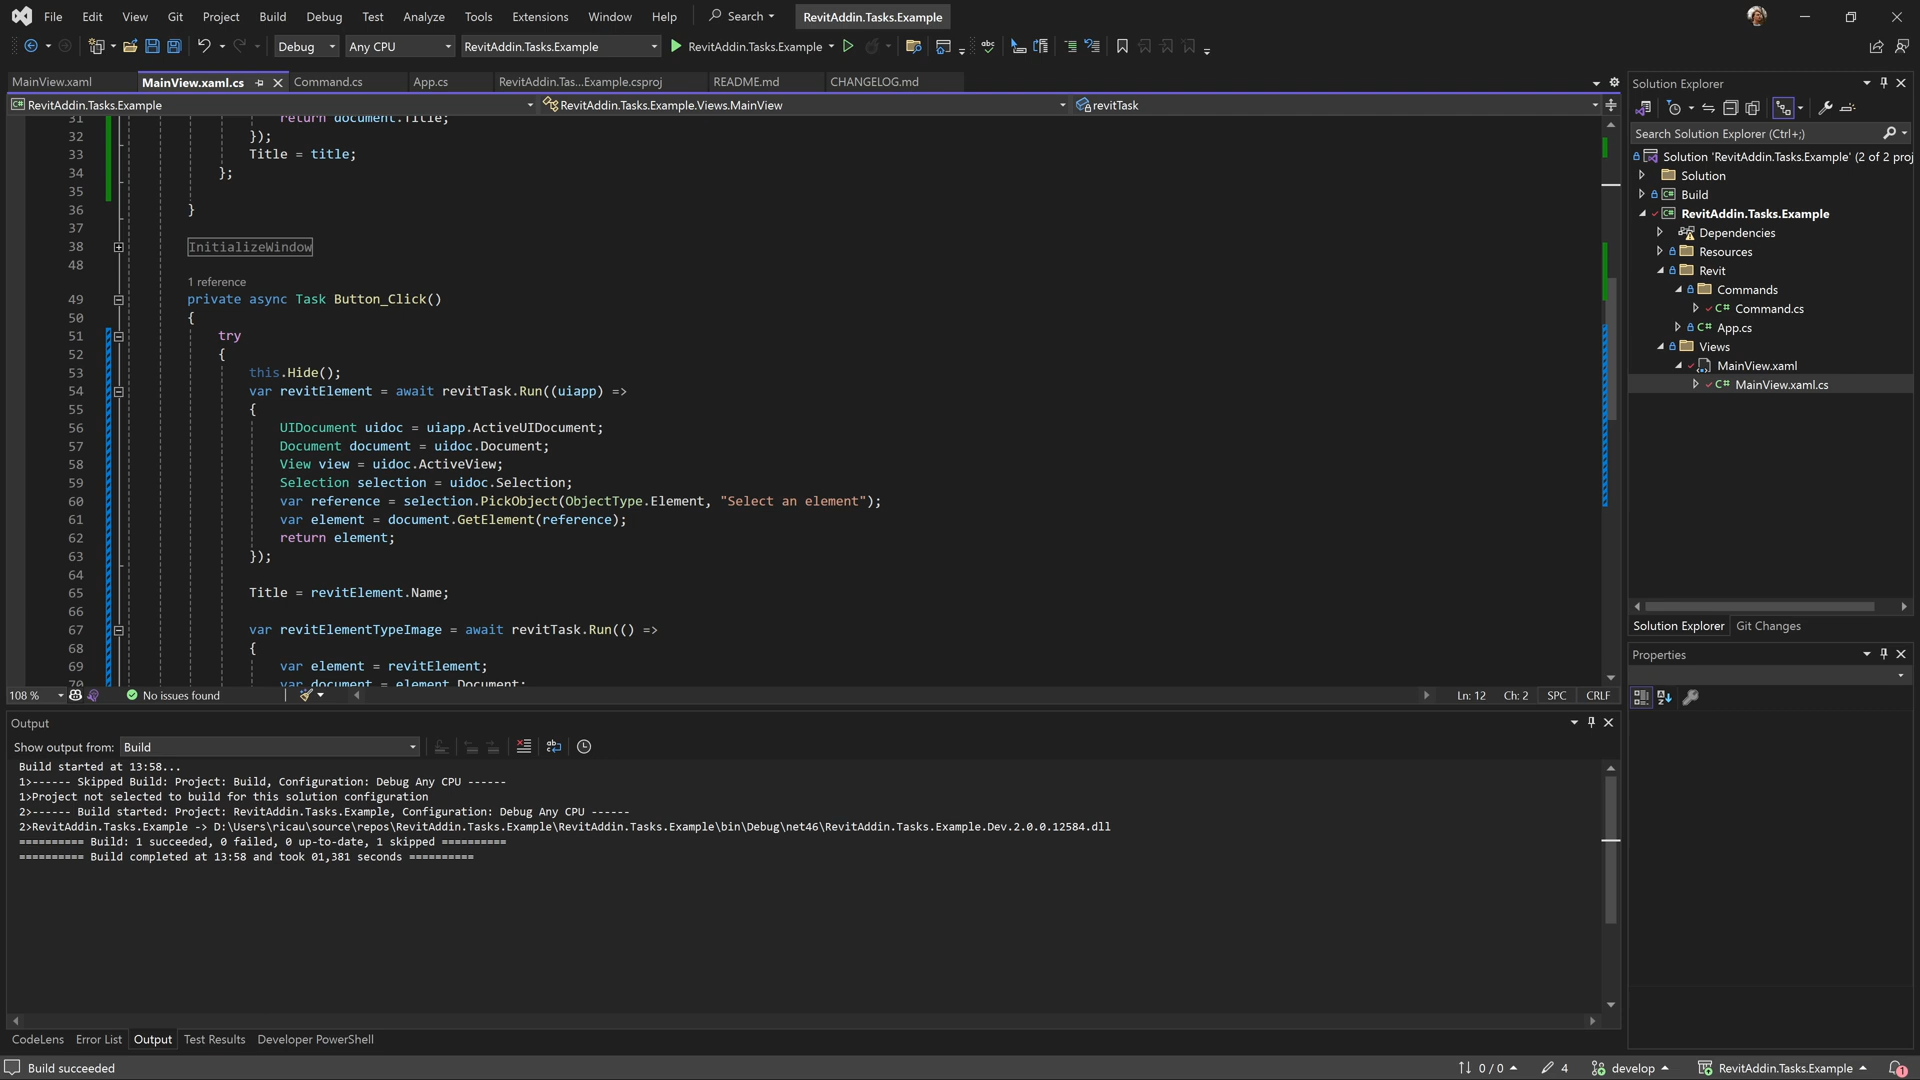 File Edit View Git Project Build Debug Test Analyze Tools Extensions Window Help Search RevitAddin.Tasks.Example
Debug Any CPU RevitAddin.Tasks.Example RevitAddin.Tasks.Example
MainView.xaml MainView.xaml.cs Command.cs App.cs RevitAddin.Tas...Example.csproj README.md CHANGELOG.md
RevitAddin.Tasks.Example RevitAddin.Tasks.Example.Views.MainView revitTask
31 return document.Title;
32 });
33 Title = title;
34 };
35
36 }
37
38 InitializeWindow
48
1 reference
49 private async Task Button_Click()
50 {
51 try
52 {
53 this.Hide();
54 var revitElement = await revitTask.Run((uiapp) =>
55 {
56 UIDocument uidoc = uiapp.ActiveUIDocument;
57 Document document = uidoc.Document;
58 View view = uidoc.ActiveView;
59 Selection selection = uidoc.Selection;
60 var reference = selection.PickObject(ObjectType.Element, "Select an element");
61 var element = document.GetElement(reference);
62 return element;
63 });
64
65 Title = revitElement.Name;
66
67 var revitElementTypeImage = await revitTask.Run(() =>
68 {
69 var element = revitElement;
70 var document = element.Document;
108 % No issues found Ln: 12 Ch: 2 SPC CRLF
Output
Show output from: Build
Build started at 13:58...
1>------ Skipped Build: Project: Build, Configuration: Debug Any CPU ------
1>Project not selected to build for this solution configuration
2>------ Build started: Project: RevitAddin.Tasks.Example, Configuration: Debug Any CPU ------
2>RevitAddin.Tasks.Example -> D:\Users\ricau\source\repos\RevitAddin.Tasks.Example\RevitAddin.Tasks.Example\bin\Debug\net46\RevitAddin.Tasks.Example.Dev.2.0.0.12584.dll
========== Build: 1 succeeded, 0 failed, 0 up-to-date, 1 skipped ==========
========== Build completed at 13:58 and took 01,381 seconds ==========
CodeLens Error List Output Test Results Developer PowerShell
Solution Explorer
Search Solution Explorer (Ctrl+;)
Solution 'RevitAddin.Tasks.Example' (2 of 2 proj
Solution
Build
RevitAddin.Tasks.Example
Dependencies
Resources
Revit
Commands
C# Command.cs
C# App.cs
Views
MainView.xaml
C# MainView.xaml.cs
Solution Explorer Git Changes
Properties
Build succeeded 0 / 0 4 develop RevitAddin.Tasks.Example 1